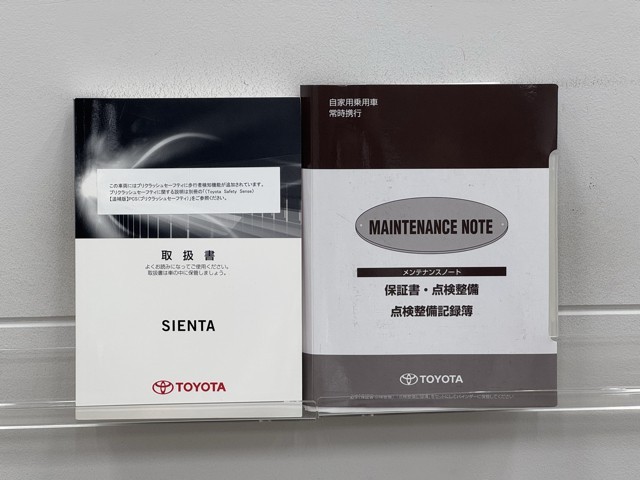 この車両にはプリクラッシュセーフティに歩行者検知機能が追加されています。
プリクラッシュセーフティに関する説明は別冊の「(Toyota Safety Sense)
【追補版】PCS(プリクラッシュセーフティ)」をご参照ください。
取扱書
よくお読みになってご使用ください。
取扱書は車の中に保管しましょう。
SIENTA
TOYOTA
自家用乗用車
常時携行
MAINTENANCE NOTE
メンテナンスノート
保証書・点検整備
点検整備記録簿
TOYOTA